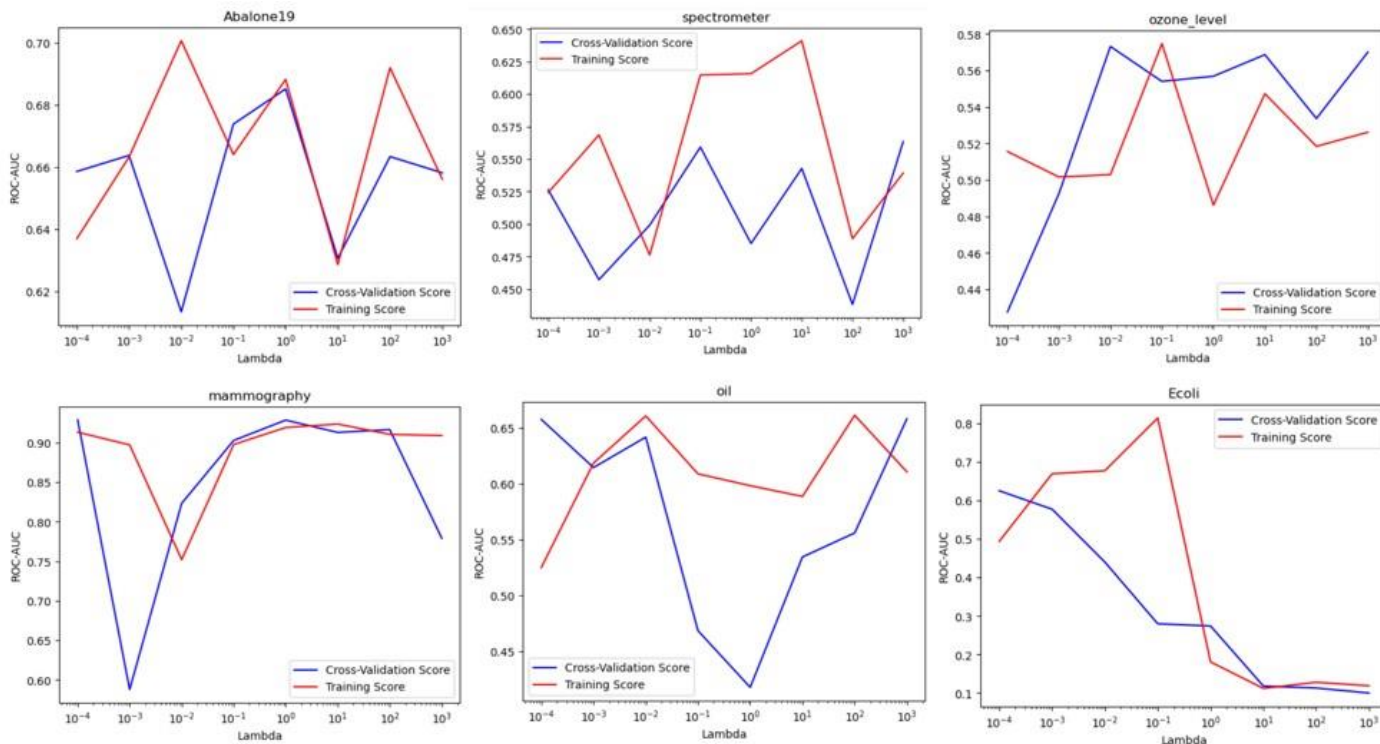 Abalone19
ROC-AUC
0.70
0.68
0.66
0.64
0.62
Cross-Validation Score
Training Score
10⁻⁴ 10⁻³ 10⁻² 10⁻¹ 10⁰ 10¹ 10² 10³
Lambda
spectrometer
ROC-AUC
0.650
0.625
0.600
0.575
0.550
0.525
0.500
0.475
0.450
Cross-Validation Score
Training Score
10⁻⁴ 10⁻³ 10⁻² 10⁻¹ 10⁰ 10¹ 10² 10³
Lambda
ozone_level
ROC-AUC
0.58
0.56
0.54
0.52
0.50
0.48
0.46
0.44
Cross-Validation Score
Training Score
10⁻⁴ 10⁻³ 10⁻² 10⁻¹ 10⁰ 10¹ 10² 10³
Lambda
mammography
ROC-AUC
0.90
0.85
0.80
0.75
0.70
0.65
0.60
Cross-Validation Score
Training Score
10⁻⁴ 10⁻³ 10⁻² 10⁻¹ 10⁰ 10¹ 10² 10³
Lambda
oil
ROC-AUC
0.65
0.60
0.55
0.50
0.45
Cross-Validation Score
Training Score
10⁻⁴ 10⁻³ 10⁻² 10⁻¹ 10⁰ 10¹ 10² 10³
Lambda
Ecoli
ROC-AUC
0.8
0.7
0.6
0.5
0.4
0.3
0.2
0.1
Cross-Validation Score
Training Score
10⁻⁴ 10⁻³ 10⁻² 10⁻¹ 10⁰ 10¹ 10² 10³
Lambda